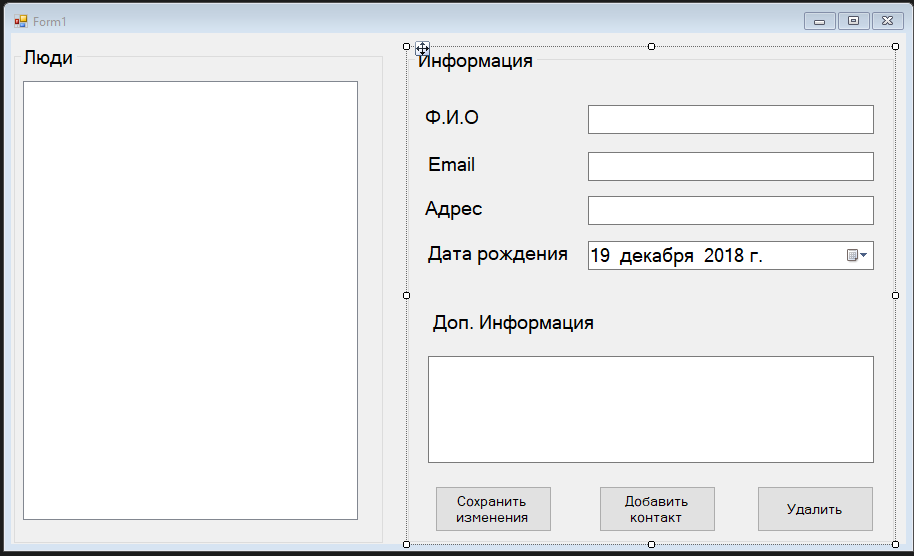 Form1
Люди
Информация
Ф.И.О
Email
Адрес
Дата рождения
19 декабря 2018 г.
Доп. Информация
Сохранить
изменения
Добавить
контакт
Удалить